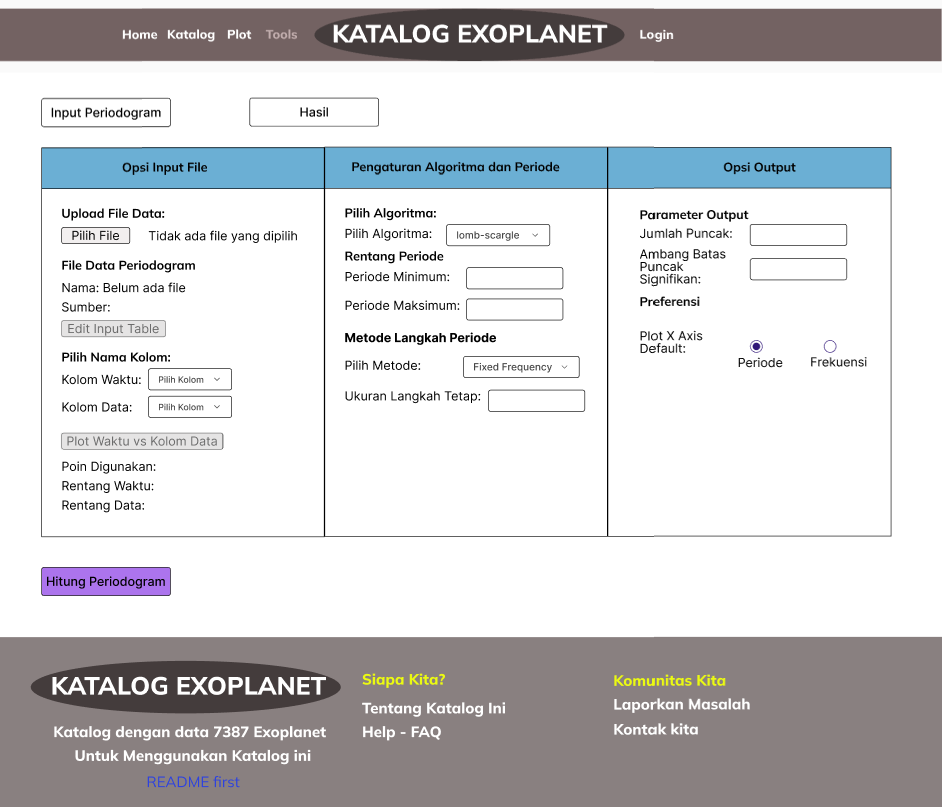 Home Katalog Plot Tools KATALOG EXOPLANET Login
Input Periodogram
Hasil
Opsi Input File
Upload File Data:
Pilih File Tidak ada file yang dipilih
File Data Periodogram
Nama: Belum ada file
Sumber:
Edit Input Table
Pilih Nama Kolom:
Kolom Waktu: Pilih Kolom
Kolom Data: Pilih Kolom
Plot Waktu vs Kolom Data
Poin Digunakan:
Rentang Waktu:
Rentang Data:
Pengaturan Algoritma dan Periode
Pilih Algoritma:
Pilih Algoritma: lomb-scargle
Rentang Periode
Periode Minimum:
Periode Maksimum:
Metode Langkah Periode
Pilih Metode: Fixed Frequency
Ukuran Langkah Tetap:
Opsi Output
Parameter Output
Jumlah Puncak:
Ambang Batas
Puncak
Signifikan:
Preferensi
Plot X Axis
Default:
Periode Frekuensi
Hitung Periodogram
KATALOG EXOPLANET
Katalog dengan data 7387 Exoplanet
Untuk Menggunakan Katalog ini
README first
Siapa Kita?
Tentang Katalog Ini
Help - FAQ
Komunitas Kita
Laporkan Masalah
Kontak kita